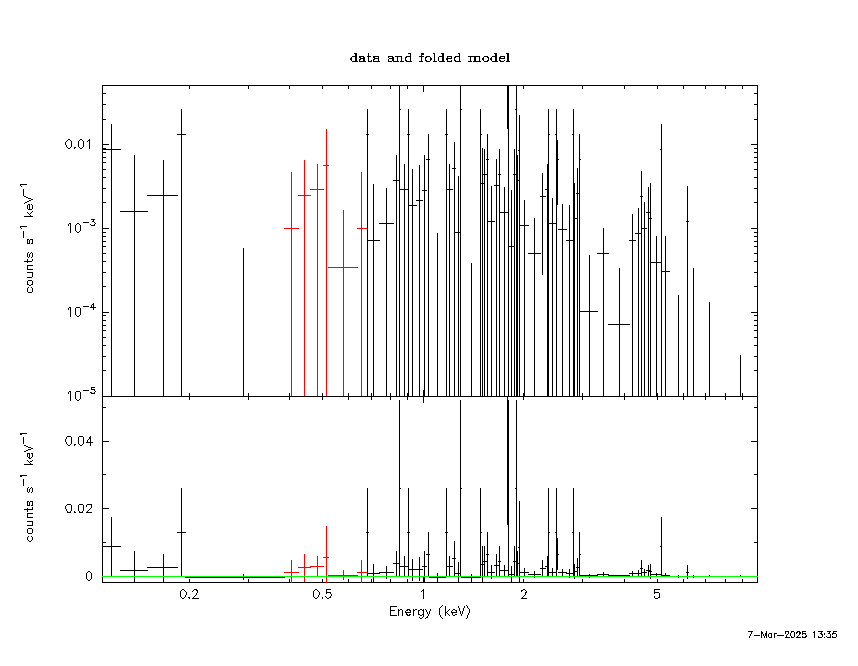 data and folded model
counts s⁻¹ keV⁻¹
0.01
10⁻³
10⁻⁴
10⁻⁵
counts s⁻¹ keV⁻¹
0.04
0.02
0
0.2 0.5 1 2 5
Energy (keV)
7-Mar-2025 13:35